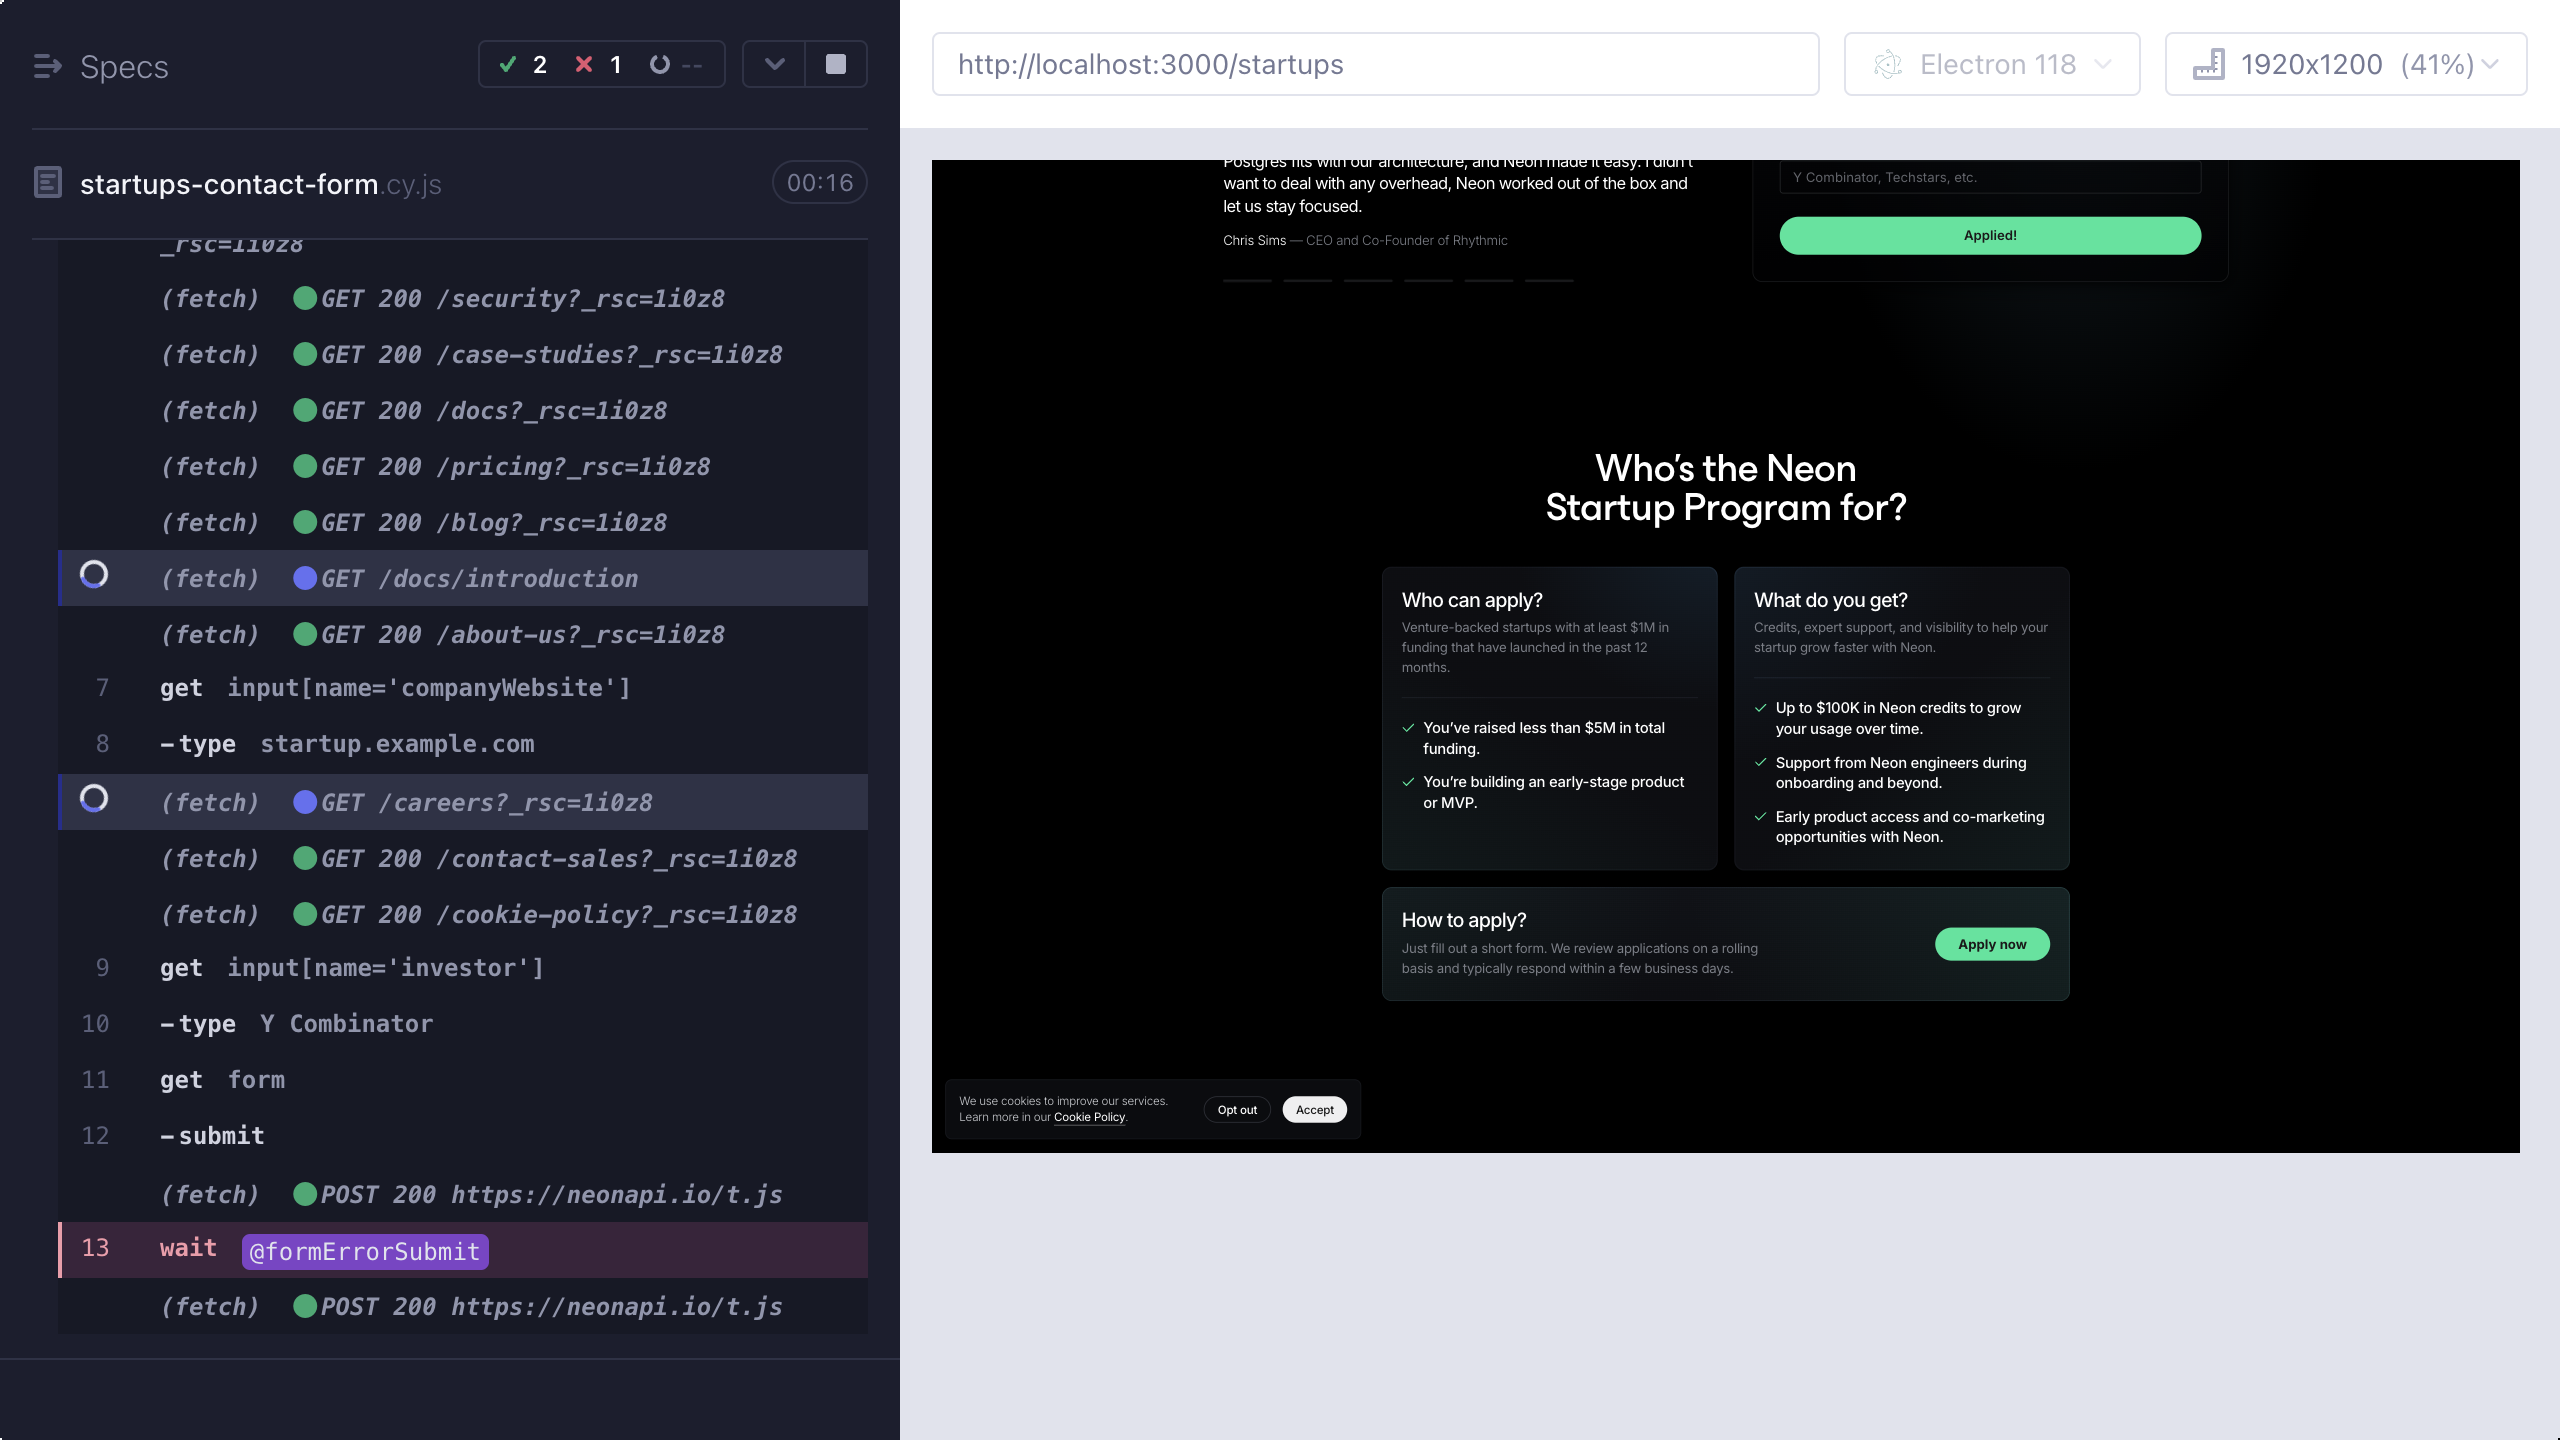 Specs
2
1
--
startups-contact-form.cy.js
00:16
_rsc=1i0z8
(fetch) GET 200 /security?_rsc=1i0z8
(fetch) GET 200 /case-studies?_rsc=1i0z8
(fetch) GET 200 /docs?_rsc=1i0z8
(fetch) GET 200 /pricing?_rsc=1i0z8
(fetch) GET 200 /blog?_rsc=1i0z8
(fetch) GET /docs/introduction
(fetch) GET 200 /about-us?_rsc=1i0z8
7 get input[name='companyWebsite']
8 -type startup.example.com
(fetch) GET /careers?_rsc=1i0z8
(fetch) GET 200 /contact-sales?_rsc=1i0z8
(fetch) GET 200 /cookie-policy?_rsc=1i0z8
9 get input[name='investor']
10 -type Y Combinator
11 get form
12 -submit
(fetch) POST 200 https://neonapi.io/t.js
13 wait @formErrorSubmit
(fetch) POST 200 https://neonapi.io/t.js
http://localhost:3000/startups
Electron 118
1920x1200 (41%)
Postgres fits with our architecture, and Neon made it easy. I didn't
want to deal with any overhead, Neon worked out of the box and
let us stay focused.
Chris Sims — CEO and Co-Founder of Rhythmic
Y Combinator, Techstars, etc.
Applied!
Who's the Neon
Startup Program for?
Who can apply?
Venture-backed startups with at least $1M in
funding that have launched in the past 12
months.
You've raised less than $5M in total
funding.
You're building an early-stage product
or MVP.
What do you get?
Credits, expert support, and visibility to help your
startup grow faster with Neon.
Up to $100K in Neon credits to grow
your usage over time.
Support from Neon engineers during
onboarding and beyond.
Early product access and co-marketing
opportunities with Neon.
How to apply?
Just fill out a short form. We review applications on a rolling
basis and typically respond within a few business days.
Apply now
We use cookies to improve our services.
Learn more in our Cookie Policy.
Opt out
Accept